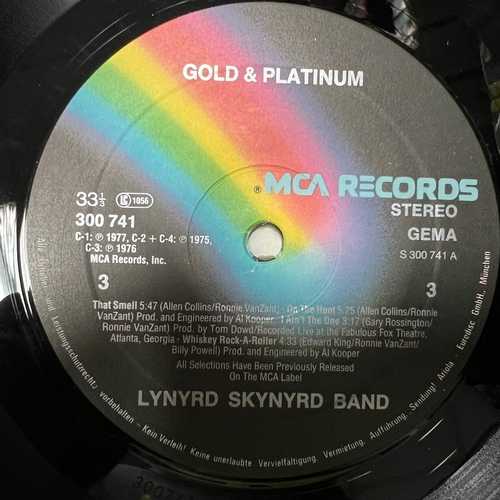 GOLD & PLATINUM
MCA RECORDS
®
33⅓
LC 1056
STEREO
300 741
GEMA
C-1: ℗ 1977, C-2 + C-4: ℗ 1975,
C-3: ℗ 1976
MCA Records, Inc.
S 300 741 A
3
3
That Smell 5:47 (Allen Collins/Ronnie VanZant) - On The Hunt 5:25 (Allen Collins/Ronnie
VanZant) Prod. and Engineered by Al Kooper - I Ain't The One 3:17 (Gary Rossington/
Ronnie VanZant) Prod. by Tom Dowd/Recorded Live at the Fabulous Fox Theatre,
Atlanta, Georgia - Whiskey Rock-A-Roller 4:33 (Edward King/Ronnie VanZant/
Billy Powell) Prod. and Engineered by Al Kooper
All Selections Have Been Previously Released
On The MCA Label
LYNYRD SKYNYRD BAND
und Leistungsschutzrechte vorbehalten - Kein Verleih! Keine unerlaubte Vervielfältigung, Vermietung, Aufführung, Sendung! Ariola - Eurodisc GmbH., München